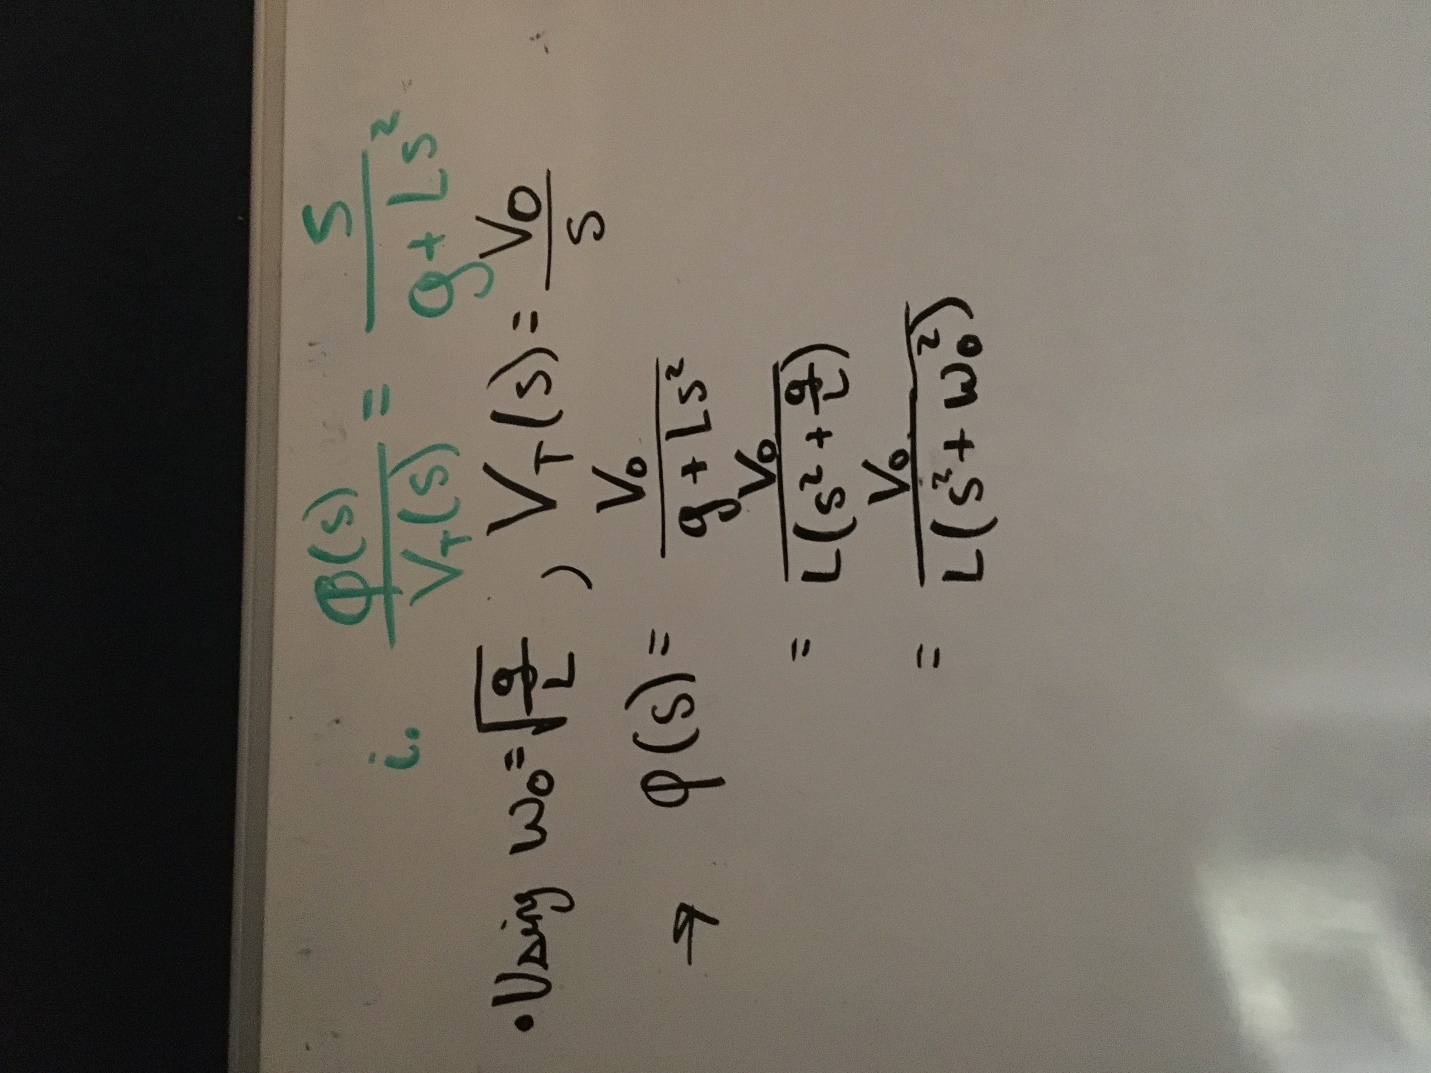 i. φ(s)/V_T(s) = s/(g + Ls²)
• Using ω₀ = √(g/L) , V_T(s) = V₀/s
→ φ(s) = V₀/(g + Ls²)
= V₀/(L(s² + g/L))
= V₀/(L(s² + ω₀²))